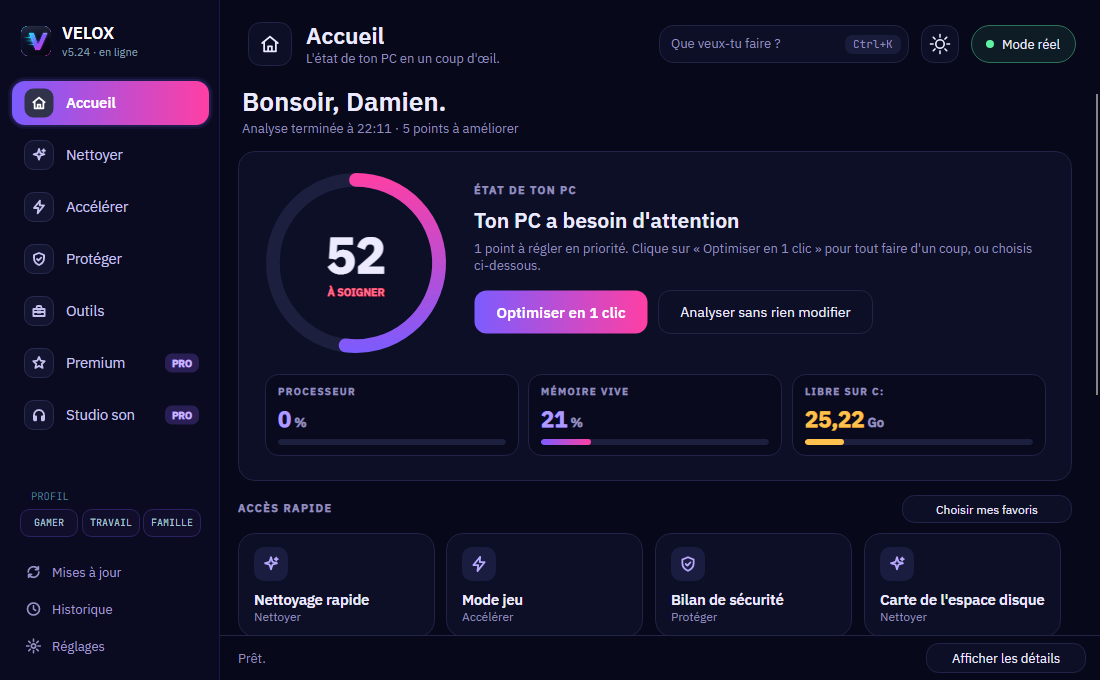 VELOX
v5.24 · en ligne
Accueil
Nettoyer
Accélérer
Protéger
Outils
Premium PRO
Studio son PRO
PROFIL
GAMER TRAVAIL FAMILLE
Mises à jour
Historique
Réglages
Accueil
L'état de ton PC en un coup d'œil.
Que veux-tu faire ? Ctrl+K
Mode réel
Bonsoir, Damien.
Analyse terminée à 22:11 · 5 points à améliorer
52
À SOIGNER
ÉTAT DE TON PC
Ton PC a besoin d'attention
1 point à régler en priorité. Clique sur « Optimiser en 1 clic » pour tout faire d'un coup, ou choisis
ci-dessous.
Optimiser en 1 clic Analyser sans rien modifier
PROCESSEUR
0 %
MÉMOIRE VIVE
21 %
LIBRE SUR C:
25,22 Go
ACCÈS RAPIDE
Choisir mes favoris
Nettoyage rapide
Nettoyer
Mode jeu
Accélérer
Bilan de sécurité
Protéger
Carte de l'espace disque
Nettoyer
Prêt.
Afficher les détails